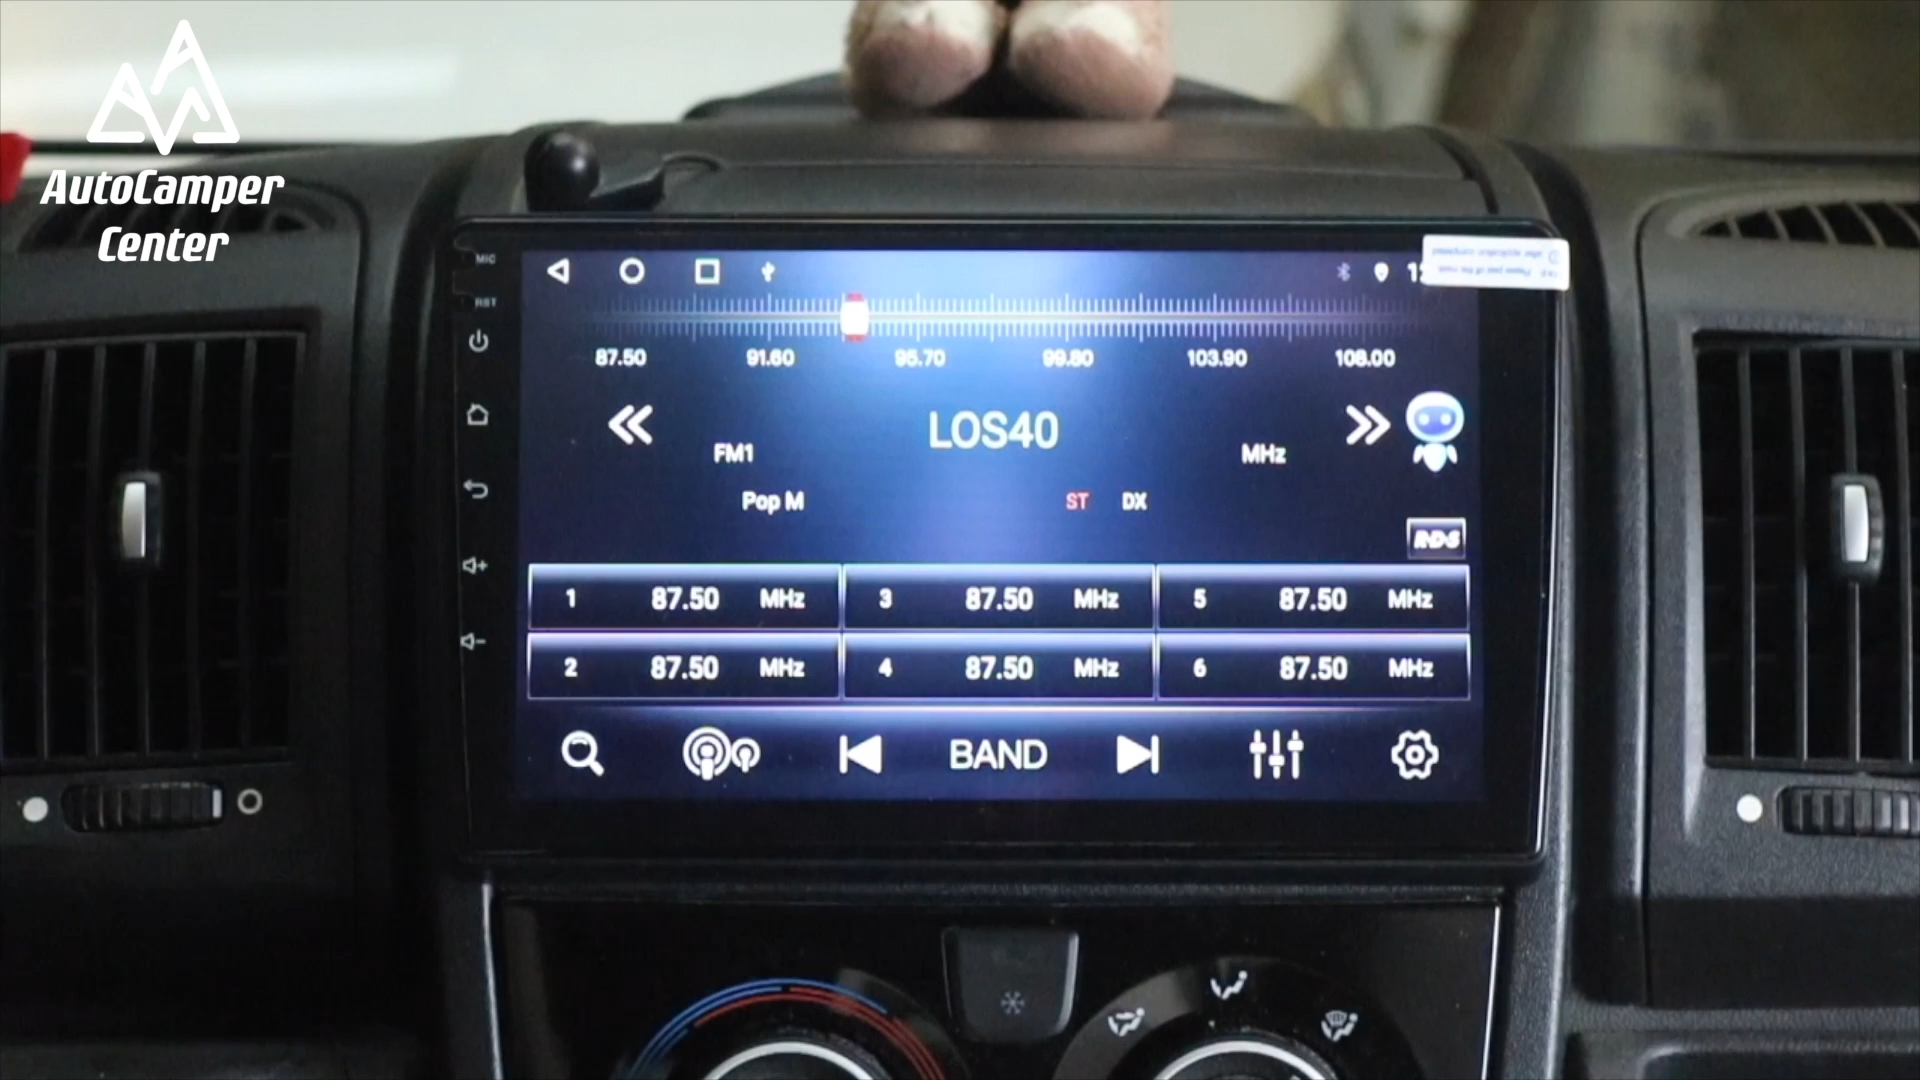 AutoCamper
Center
MIC
RST
87.50 91.60 95.70 99.80 103.90 108.00
LOS40
FM1 MHz
Pop M ST DX
RDS
1 87.50 MHz 3 87.50 MHz 5 87.50 MHz
2 87.50 MHz 4 87.50 MHz 6 87.50 MHz
BAND